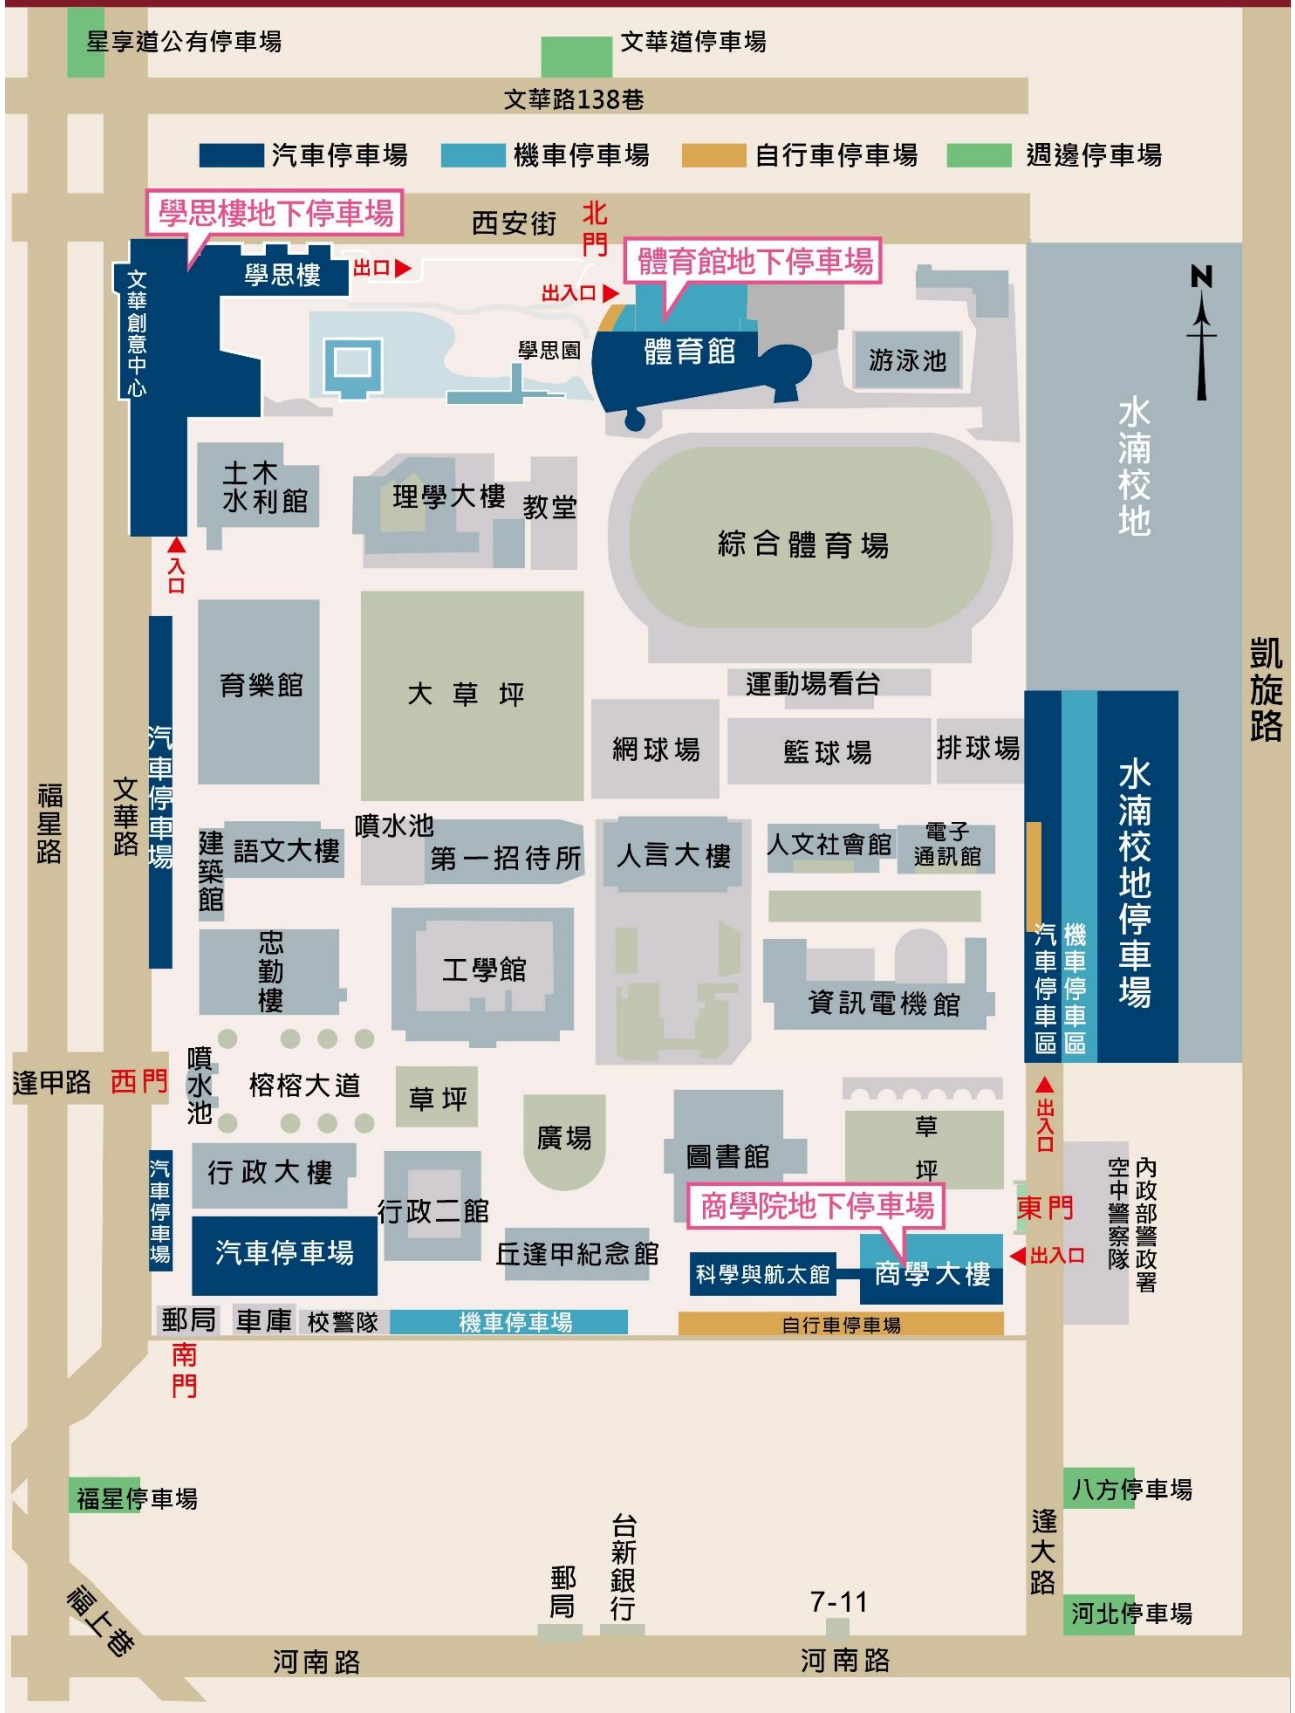 星享道公有停車場
文華道停車場
文華路138巷
汽車停車場
機車停車場
自行車停車場
週邊停車場
學思樓地下停車場
西安街
北門
體育館地下停車場
N
文華創意中心
學思樓
出口
出入口
學思園
體育館
游泳池
水湳校地
土木
水利館
理學大樓
教堂
綜合體育場
入口
育樂館
大草坪
運動場看台
網球場
籃球場
排球場
凱旋路
福星路
文華路
汽車停車場
建築館
語文大樓
噴水池
第一招待所
人言大樓
人文社會館
電子
通訊館
水湳校地停車場
汽車停車區
機車停車區
忠勤樓
工學館
資訊電機館
逢甲路
西門
噴水池
榕榕大道
草坪
廣場
圖書館
草坪
出入口
汽車停車場
行政大樓
行政二館
商學院地下停車場
東門
內政部警政署
空中警察隊
汽車停車場
丘逢甲紀念館
科學與航太館
商學大樓
出入口
郵局
車庫
校警隊
機車停車場
自行車停車場
南門
福星停車場
八方停車場
逢大路
台新銀行
郵局
7-11
河北停車場
福上巷
河南路
河南路